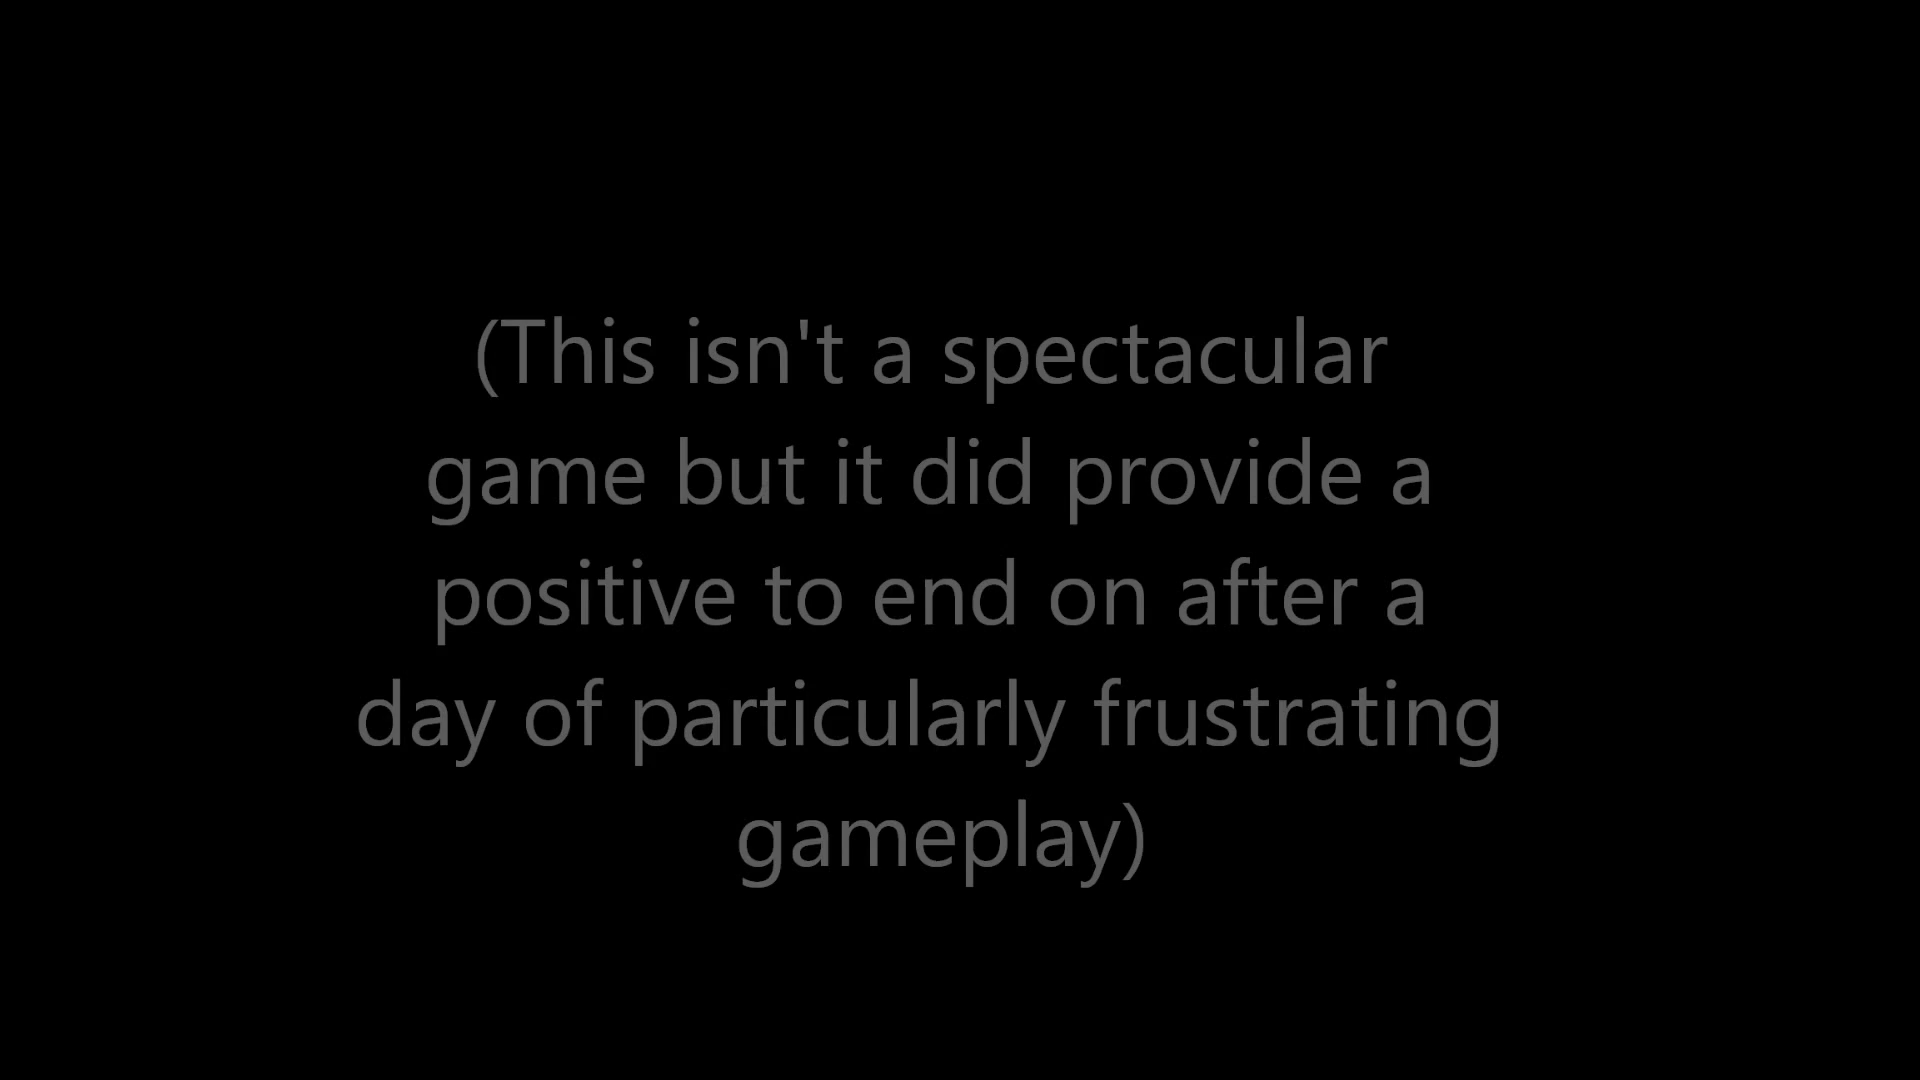 (This isn't a spectacular
game but it did provide a
positive to end on after a
day of particularly frustrating
gameplay)